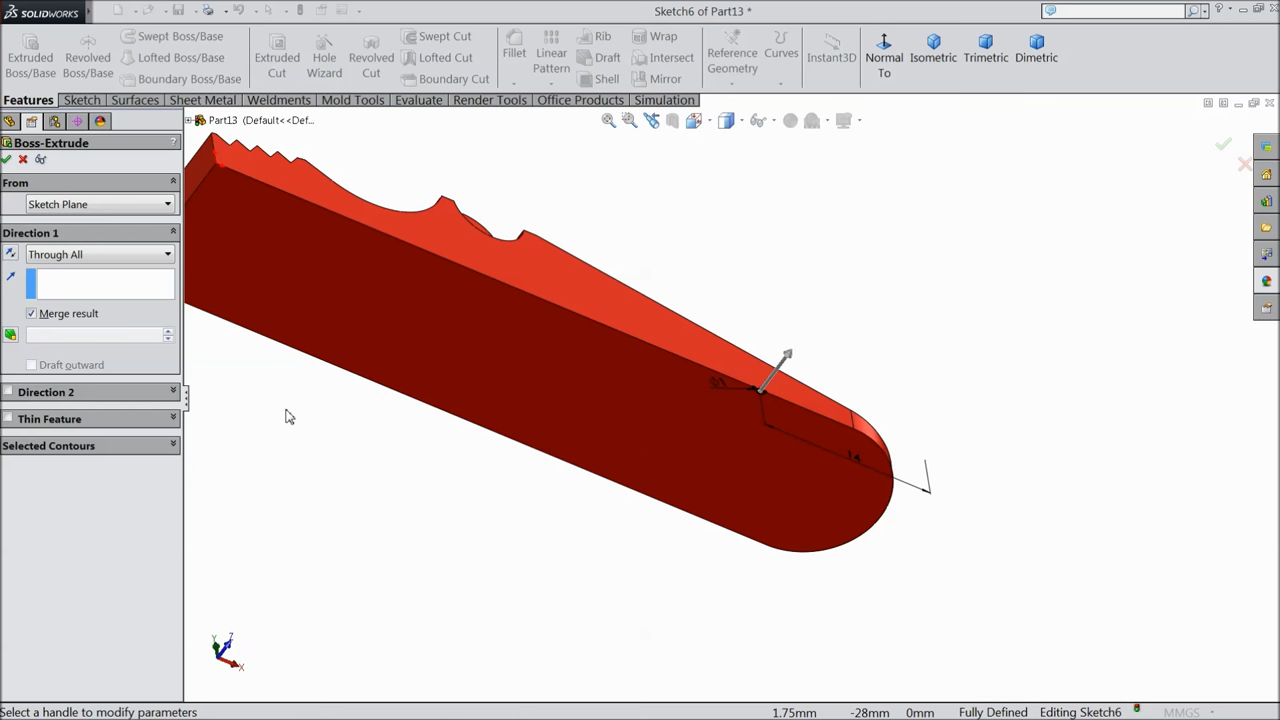 SOLIDWORKS
Sketch6 of Part13 *
Extruded Boss/Base
Revolved Boss/Base
Swept Boss/Base
Lofted Boss/Base
Boundary Boss/Base
Extruded Cut
Hole Wizard
Revolved Cut
Swept Cut
Lofted Cut
Boundary Cut
Fillet
Linear Pattern
Rib
Draft
Shell
Wrap
Intersect
Mirror
Reference Geometry
Curves
Instant3D
Normal To
Isometric
Trimetric
Dimetric
Features Sketch Surfaces Sheet Metal Weldments Mold Tools Evaluate Render Tools Office Products Simulation
Part13 (Default<<Def...
Boss-Extrude ?
From
Sketch Plane
Direction 1
Through All
Merge result
Draft outward
Direction 2
Thin Feature
Selected Contours
14
Y Z
X
Select a handle to modify parameters 1.75mm -28mm 0mm Fully Defined Editing Sketch6 MMGS